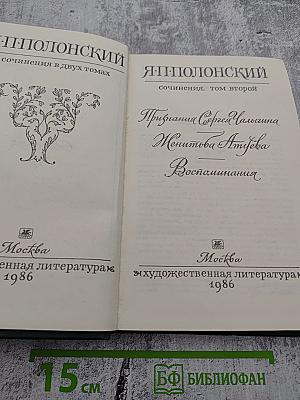 Я·П·ПОЛОНСКИЙ
СОЧИНЕНИЯ В ДВУХ ТОМАХ
Москва
ЕННАЯ ЛИТЕРАТУРА
1986
Я·П·ПОЛОНСКИЙ
СОЧИНЕНИЯ. ТОМ ВТОРОЙ
Признания Сергея Чалыгина
Женитьба Атуева
Воспоминания
Москва
ХУДОЖЕСТВЕННАЯ ЛИТЕРАТУРА
1986
15 см
БФ БИБЛИОФАН